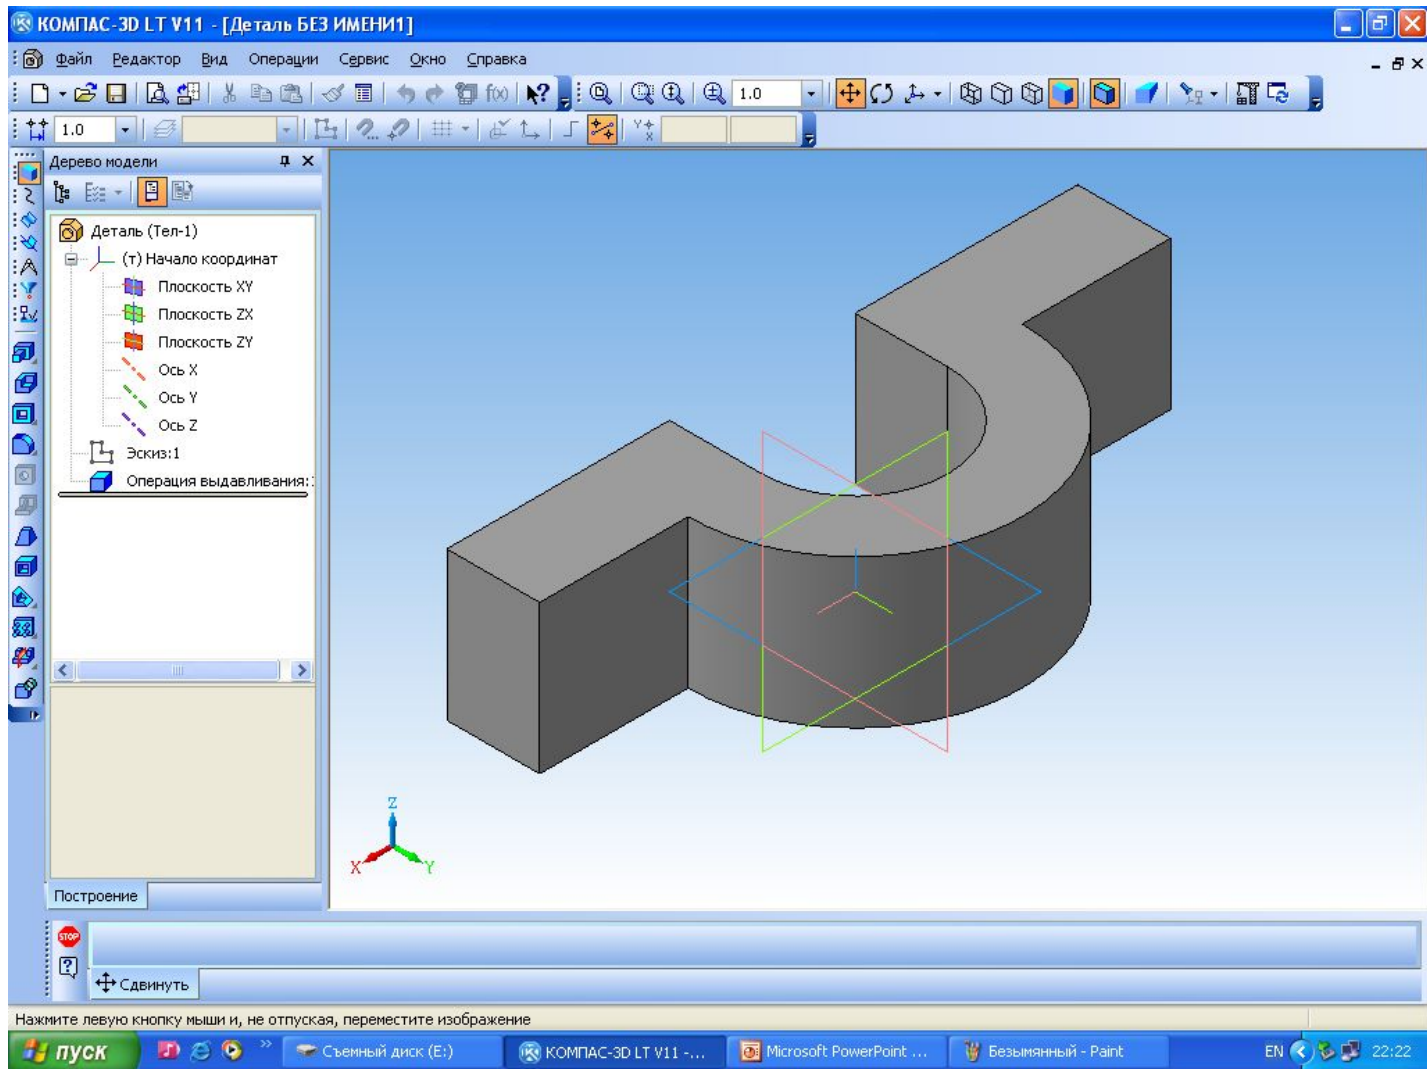 КОМПАС-3D LT V11 - [Деталь БЕЗ ИМЕНИ1]
Файл Редактор Вид Операции Сервис Окно Справка
f(x) 1.0
1.0
Дерево модели
Деталь (Тел-1)
(т) Начало координат
Плоскость XY
Плоскость ZX
Плоскость ZY
Ось X
Ось Y
Ось Z
Эскиз:1
Операция выдавливания:
Z
X
Y
Построение
STOP
Сдвинуть
Нажмите левую кнопку мыши и, не отпуская, переместите изображение
пуск Съемный диск (E:) КОМПАС-3D LT V11 -... Microsoft PowerPoint ... Безымянный - Paint EN 22:22